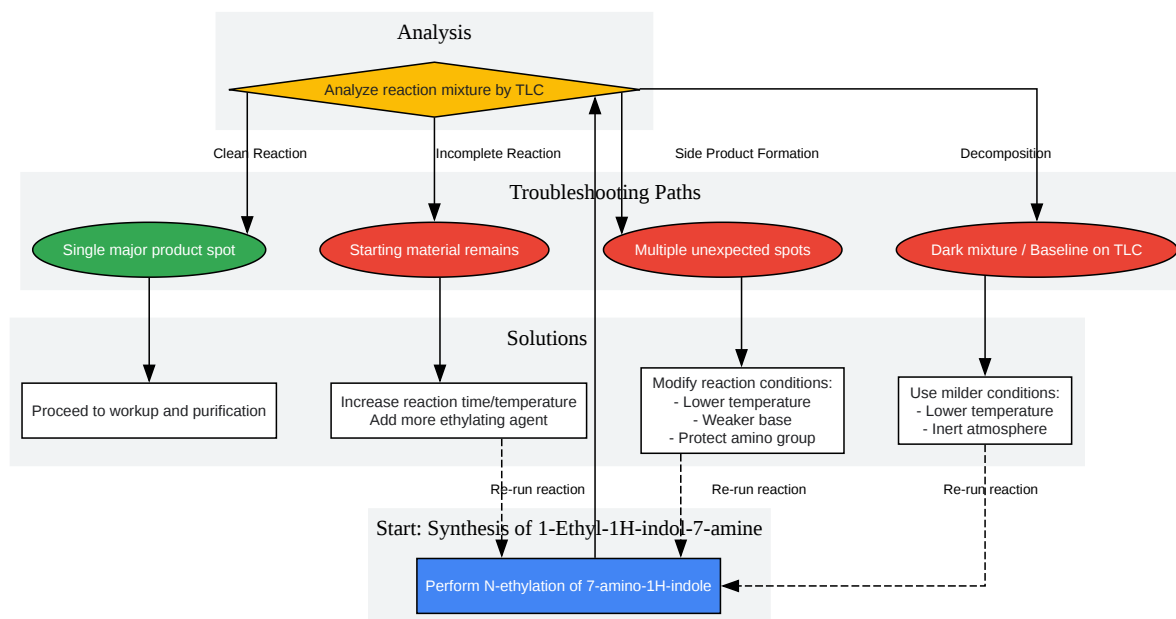 Analysis
Analyze reaction mixture by TLC
Clean Reaction
Incomplete Reaction
Side Product Formation
Decomposition
Troubleshooting Paths
Single major product spot
Starting material remains
Multiple unexpected spots
Dark mixture / Baseline on TLC
Solutions
Proceed to workup and purification
Increase reaction time/temperature
Add more ethylating agent
Modify reaction conditions:
- Lower temperature
- Weaker base
- Protect amino group
Use milder conditions:
- Lower temperature
- Inert atmosphere
Re-run reaction
Re-run reaction
Re-run reaction
Start: Synthesis of 1-Ethyl-1H-indol-7-amine
Perform N-ethylation of 7-amino-1H-indole